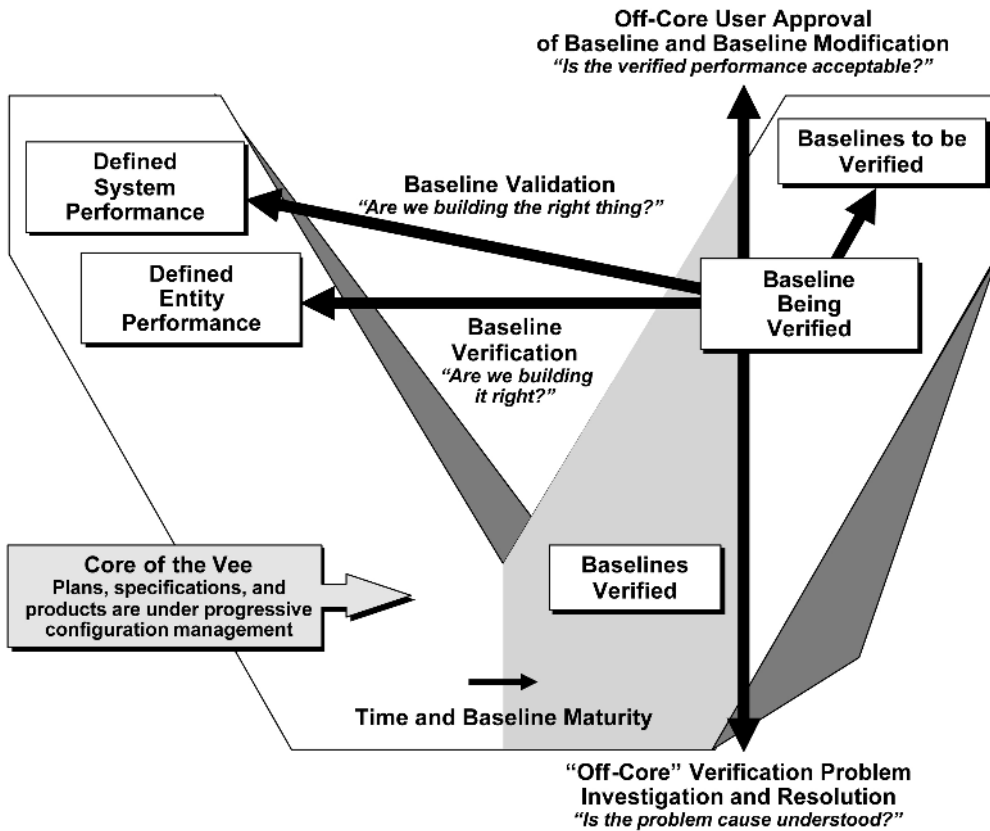 Off-Core User Approval
of Baseline and Baseline Modification
“Is the verified performance acceptable?”
Defined
System
Performance
Baseline Validation
“Are we building the right thing?”
Baselines to be
Verified
Defined
Entity
Performance
Baseline
Being
Verified
Baseline
Verification
“Are we building
it right?”
Core of the Vee
Plans, specifications, and
products are under progressive
configuration management
Baselines
Verified
Time and Baseline Maturity
“Off-Core” Verification Problem
Investigation and Resolution
“Is the problem cause understood?”